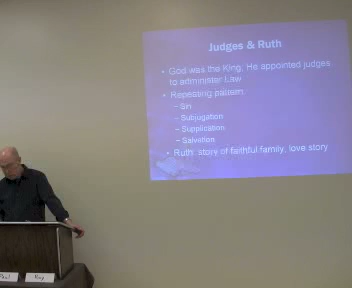 Judges & Ruth
• God was the King, He appointed judges
to administer Law
• Repeating pattern:
– Sin
– Subjugation
– Supplication
– Salvation
• Ruth: story of faithful family, love story
Paul